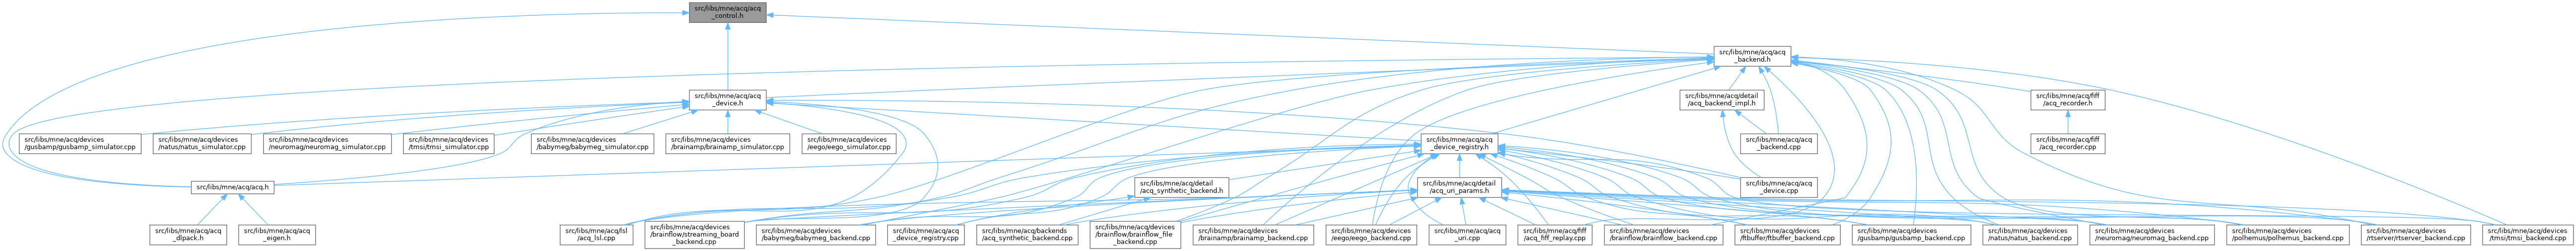 src/libs/mne/acq/acq
_control.h
src/libs/mne/acq/acq
_backend.h
src/libs/mne/acq/acq
_device.h
src/libs/mne/acq/detail
/acq_backend_impl.h
src/libs/mne/acq/fiff
/acq_recorder.h
src/libs/mne/acq/devices
/gusbamp/gusbamp_simulator.cpp
src/libs/mne/acq/devices
/natus/natus_simulator.cpp
src/libs/mne/acq/devices
/neuromag/neuromag_simulator.cpp
src/libs/mne/acq/devices
/tmsi/tmsi_simulator.cpp
src/libs/mne/acq/devices
/babymeg/babymeg_simulator.cpp
src/libs/mne/acq/devices
/brainamp/brainamp_simulator.cpp
src/libs/mne/acq/devices
/eego/eego_simulator.cpp
src/libs/mne/acq/acq
_device_registry.h
src/libs/mne/acq/acq
_backend.cpp
src/libs/mne/acq/fiff
/acq_recorder.cpp
src/libs/mne/acq/acq.h
src/libs/mne/acq/detail
/acq_synthetic_backend.h
src/libs/mne/acq/detail
/acq_uri_params.h
src/libs/mne/acq/acq
_device.cpp
src/libs/mne/acq/acq
_dlpack.h
src/libs/mne/acq/acq
_eigen.h
src/libs/mne/acq/lsl
/acq_lsl.cpp
src/libs/mne/acq/devices
/brainflow/streaming_board
_backend.cpp
src/libs/mne/acq/devices
/babymeg/babymeg_backend.cpp
src/libs/mne/acq/acq
_device_registry.cpp
src/libs/mne/acq/backends
/acq_synthetic_backend.cpp
src/libs/mne/acq/devices
/brainflow/brainflow_file
_backend.cpp
src/libs/mne/acq/devices
/brainamp/brainamp_backend.cpp
src/libs/mne/acq/devices
/eego/eego_backend.cpp
src/libs/mne/acq/acq
_uri.cpp
src/libs/mne/acq/fiff
/acq_fiff_replay.cpp
src/libs/mne/acq/devices
/brainflow/brainflow_backend.cpp
src/libs/mne/acq/devices
/ftbuffer/ftbuffer_backend.cpp
src/libs/mne/acq/devices
/gusbamp/gusbamp_backend.cpp
src/libs/mne/acq/devices
/natus/natus_backend.cpp
src/libs/mne/acq/devices
/neuromag/neuromag_backend.cpp
src/libs/mne/acq/devices
/polhemus/polhemus_backend.cpp
src/libs/mne/acq/devices
/rtserver/rtserver_backend.cpp
src/libs/mne/acq/devices
/tmsi/tmsi_backend.cpp